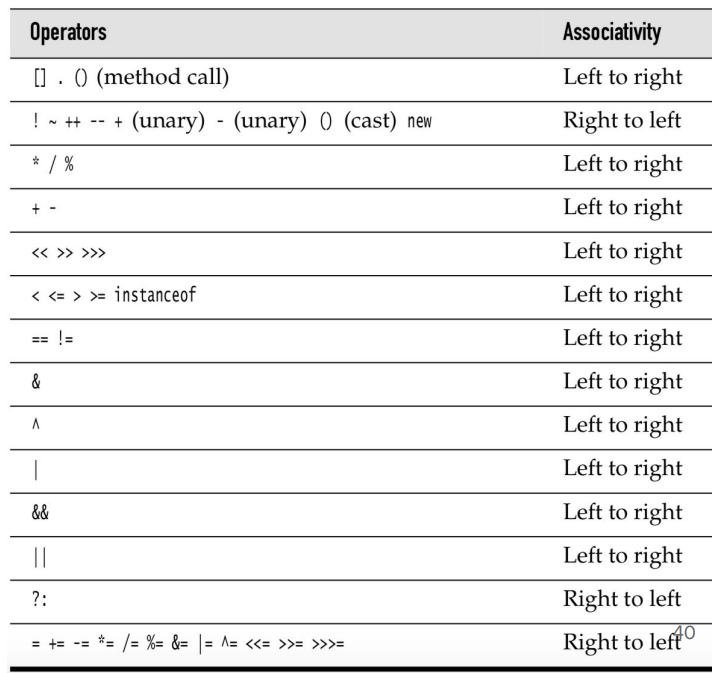 Operators Associativity
[] . () (method call) Left to right
! ~ ++ -- + (unary) - (unary) () (cast) new Right to left
* / % Left to right
+ - Left to right
<< >> >>> Left to right
< <= > >= instanceof Left to right
== != Left to right
& Left to right
^ Left to right
| Left to right
&& Left to right
|| Left to right
?: Right to left
= += -= *= /= %= &= |= ^= <<= >>= >>>= Right to left
40